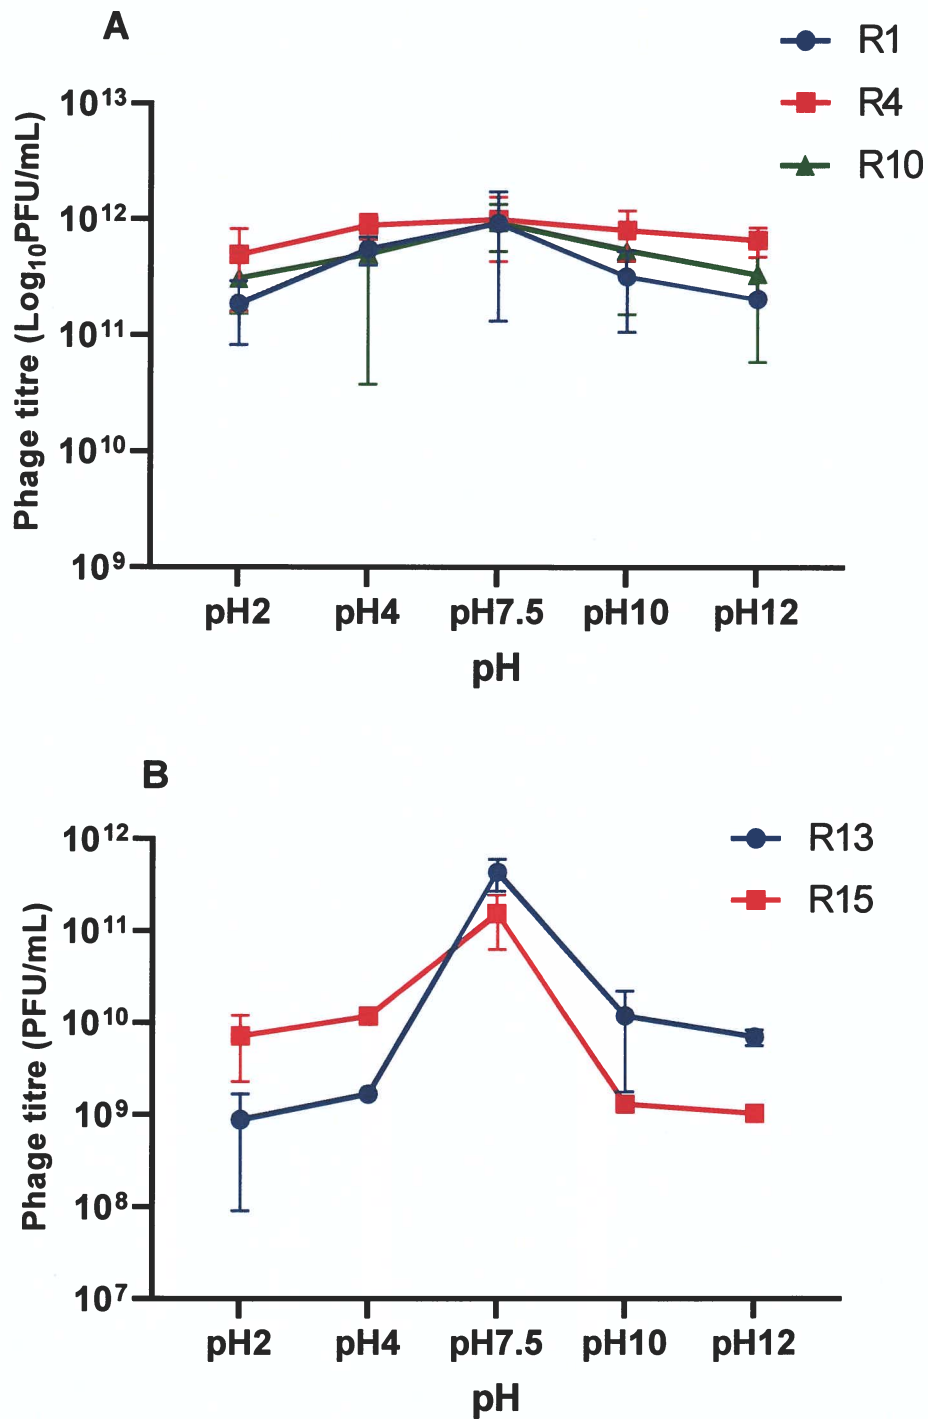 A
R1
R4
R10
Phage titre (Log₁₀PFU/mL)
10¹³
10¹²
10¹¹
10¹⁰
10⁹
pH2 pH4 pH7.5 pH10 pH12
pH
B
R13
R15
Phage titre (PFU/mL)
10¹²
10¹¹
10¹⁰
10⁹
10⁸
10⁷
pH2 pH4 pH7.5 pH10 pH12
pH